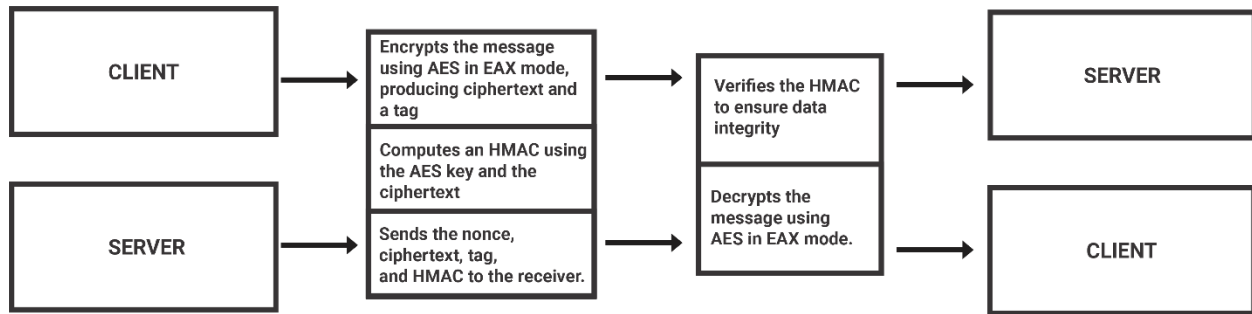 CLIENT
Encrypts the message
using AES in EAX mode,
producing ciphertext and
a tag
Computes an HMAC using
the AES key and the
ciphertext
Sends the nonce,
ciphertext, tag,
and HMAC to the receiver.
SERVER
Verifies the HMAC
to ensure data
integrity
Decrypts the
message using
AES in EAX mode.
SERVER
CLIENT